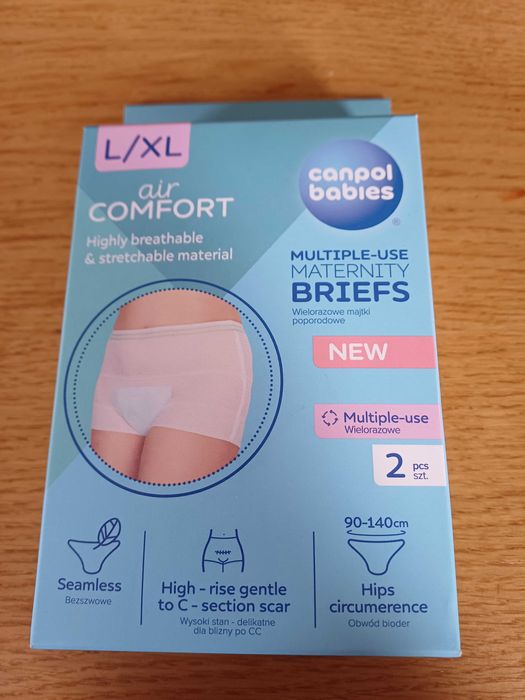 L/XL
air
COMFORT
Highly breathable
& stretchable material
canpol
babies
®
MULTIPLE-USE
MATERNITY
BRIEFS
Wielorazowe majtki
poporodowe
NEW
Multiple-use
Wielorazowe
2 pcs
szt.
Seamless
Bezszwowe
High - rise gentle
to C - section scar
Wysoki stan - delikatne
dla blizny po CC
90-140cm
Hips
circumerence
Obwód bioder